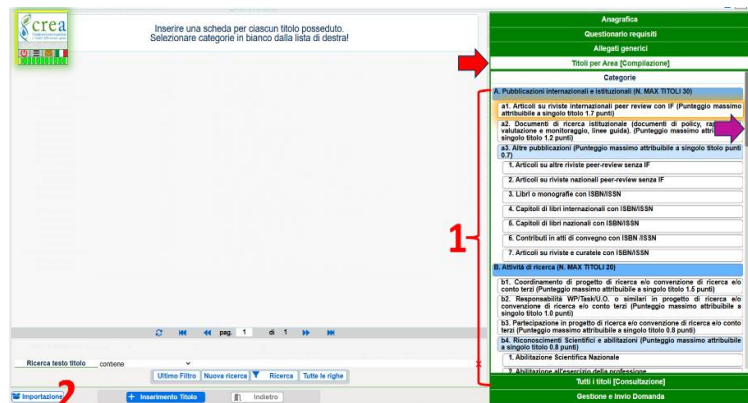 crea
Inserire una scheda per ciascun titolo posseduto.
Selezionare categorie in bianco dalla lista di destra!
Anagrafica
Questionario requisiti
Allegati generici
Titoli per Area [Compilazione]
Categorie
A. Pubblicazioni internazionali e istituzionali (N. MAX TITOLI 30)
a1. Articoli su riviste internazionali peer review con IF (Punteggio massimo
attribuibile a singolo titolo 1.7 punti)
a2. Documenti di ricerca istituzionale (documenti di policy,
valutazione e monitoraggio, linee guida). (Punteggio massimo
singolo titolo 1.2 punti)
a3. Altre pubblicazioni (Punteggio massimo attribuibile a singolo titolo punti
0.7)
1. Articoli su altre riviste peer-review senza IF
2. Articoli su riviste nazionali peer-review senza IF
3. Libri o monografie con ISBN/ISSN
4. Capitoli di libri internazionali con ISBN/ISSN
5. Capitoli di libri nazionali con ISBN/ISSN
6. Contributi in atti di convegno con ISBN /ISSN
7. Articoli su riviste e curatele con ISBN/ISSN
1
B. Attività di ricerca (N. MAX TITOLI 20)
b1. Coordinamento di progetto di ricerca e/o convenzione di ricerca e/o
conto terzi (Punteggio massimo attribuibile a singolo titolo 1.5 punti)
b2. Responsabilità WP/Task/U.O. o similari in progetto di ricerca e/o
convenzione di ricerca e/o conto terzi (Punteggio massimo attribuibile a
singolo titolo 1.0 punti)
b3. Partecipazione in progetto di ricerca e/o convenzione di ricerca e/o conto
terzi (Punteggio massimo attribuibile a singolo titolo 0.8 punti)
b4. Riconoscimenti Scientifici e abilitazioni (Punteggio massimo attribuibile
a singolo titolo 0.8 punti)
1. Abilitazione Scientifica Nazionale
2. Abilitazione all'esercizio della professione
pag. 1 di 1
Ricerca testo titolo contiene x
Ultimo Filtro Nuova ricerca Ricerca Tutte le righe
Tutti i titoli [Consultazione]
2
Importazione + Inserimento Titolo Indietro
Gestione e Invio Domanda